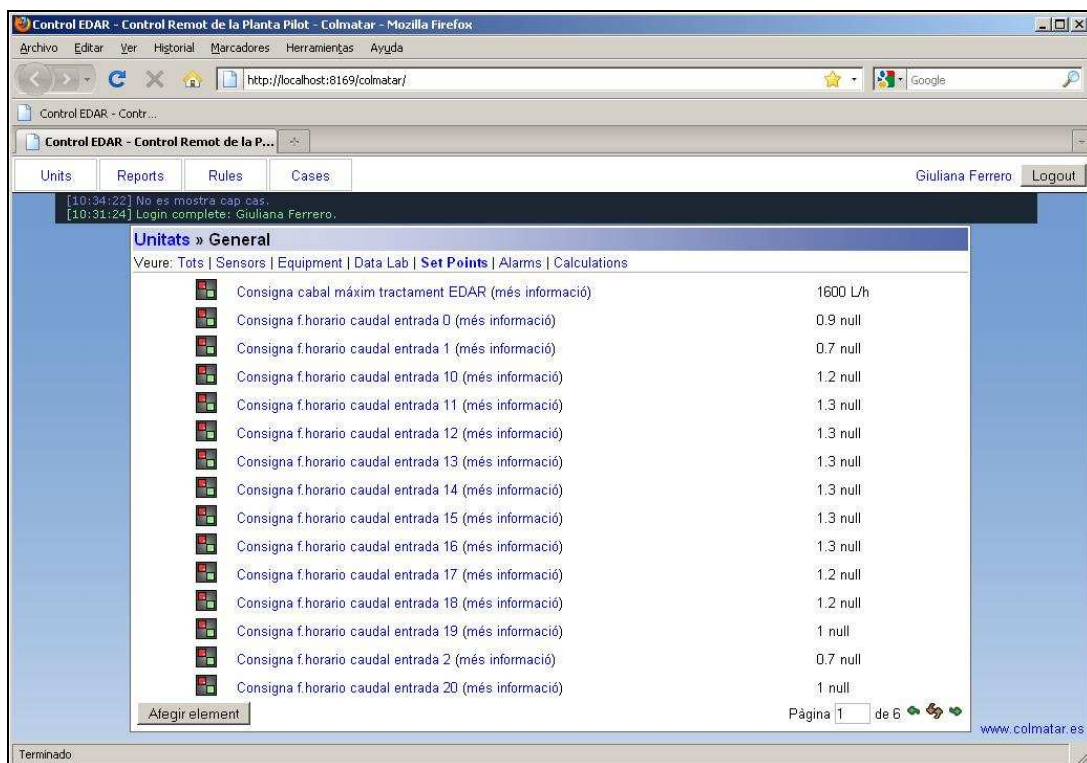 Control EDAR - Control Remot de la Planta Pilot - Colmatar - Mozilla Firefox
Archivo Editar Ver Historial Marcadores Herramientas Ayuda
http://localhost:8169/colmatar/
Google
Control EDAR - Contr...
Control EDAR - Control Remot de la P...
Units Reports Rules Cases Giuliana Ferrero Logout
[10:34:22] No es mostra cap cas.
[10:31:24] Login complete: Giuliana Ferrero.
Unitats » General
Veure: Tots | Sensors | Equipment | Data Lab | Set Points | Alarms | Calculations
Consigna cabal máxim tractament EDAR (més informació) 1600 L/h
Consigna f.horario caudal entrada 0 (més informació) 0.9 null
Consigna f.horario caudal entrada 1 (més informació) 0.7 null
Consigna f.horario caudal entrada 10 (més informació) 1.2 null
Consigna f.horario caudal entrada 11 (més informació) 1.3 null
Consigna f.horario caudal entrada 12 (més informació) 1.3 null
Consigna f.horario caudal entrada 13 (més informació) 1.3 null
Consigna f.horario caudal entrada 14 (més informació) 1.3 null
Consigna f.horario caudal entrada 15 (més informació) 1.3 null
Consigna f.horario caudal entrada 16 (més informació) 1.3 null
Consigna f.horario caudal entrada 17 (més informació) 1.2 null
Consigna f.horario caudal entrada 18 (més informació) 1.2 null
Consigna f.horario caudal entrada 19 (més informació) 1 null
Consigna f.horario caudal entrada 2 (més informació) 0.7 null
Consigna f.horario caudal entrada 20 (més informació) 1 null
Afegir element Pàgina 1 de 6
www.colmatar.es
Terminado